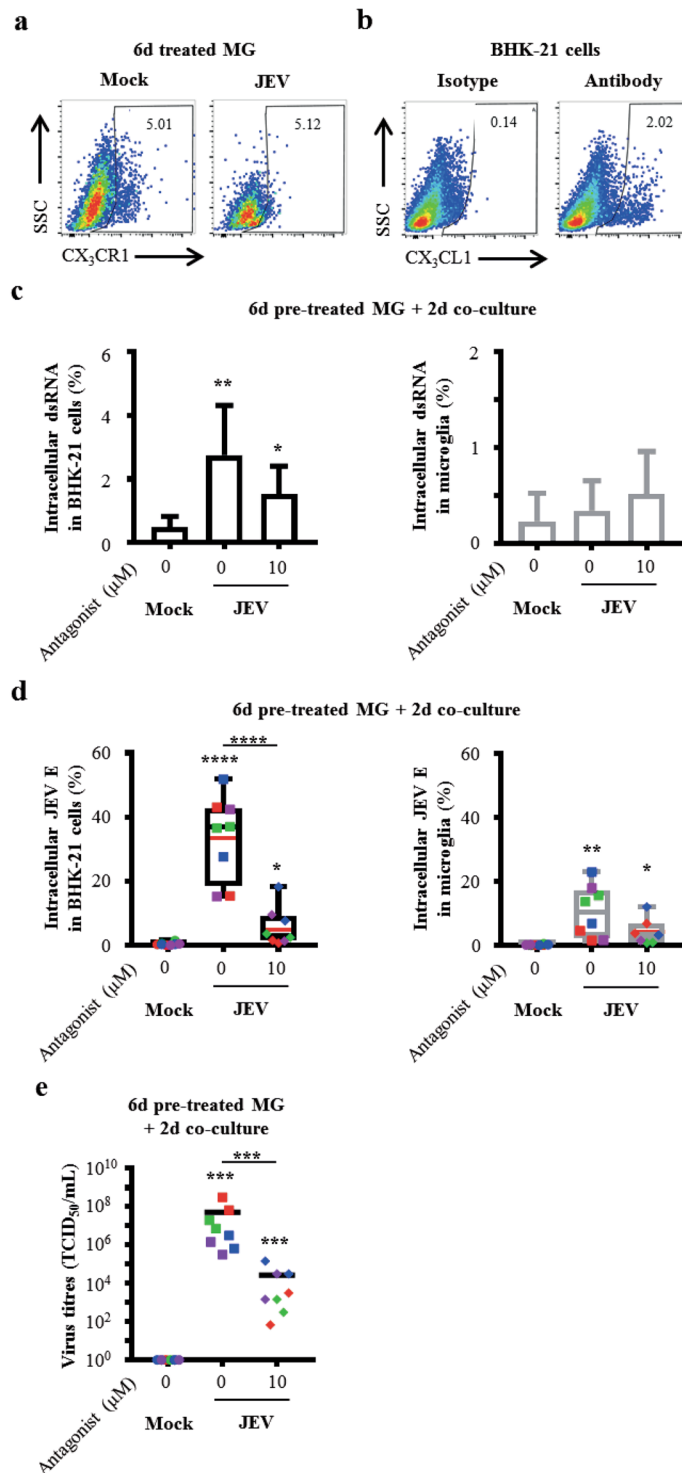 a
b
6d treated MG
BHK-21 cells
Mock
JEV
Isotype
Antibody
5.01
5.12
0.14
2.02
SSC
SSC
CX3CR1
CX3CL1
c
6d pre-treated MG + 2d co-culture
Intracellular dsRNA
in BHK-21 cells (%)
6
4
2
0
**
*
0
0
10
Antagonist (µM)
Mock
JEV
Intracellular dsRNA
in microglia (%)
2
1
0
0
0
10
Antagonist (µM)
Mock
JEV
d
6d pre-treated MG + 2d co-culture
Intracellular JEV E
in BHK-21 cells (%)
60
40
20
0
****
****
*
0
0
10
Antagonist (µM)
Mock
JEV
Intracellular JEV E
in microglia (%)
60
40
20
0
**
*
0
0
10
Antagonist (µM)
Mock
JEV
e
6d pre-treated MG
+ 2d co-culture
Virus titres (TCID50/mL)
10^10
10^8
10^6
10^4
10^2
10^0
***
***
***
0
0
10
Antagonist (µM)
Mock
JEV